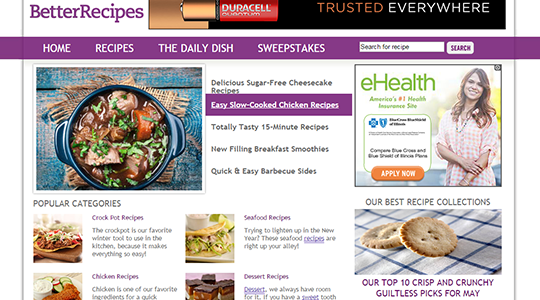 BetterRecipes
DURACELL
QUANTUM
TRUSTED EVERYWHERE
HOME
RECIPES
THE DAILY DISH
SWEEPSTAKES
Search for recipe
SEARCH
Delicious Sugar-Free Cheesecake
Recipes
Easy Slow-Cooked Chicken Recipes
Totally Tasty 15-Minute Recipes
New Filling Breakfast Smoothies
Quick & Easy Barbecue Sides
eHealth
America's #1 Health
Insurance Site
BlueCross BlueShield
of Illinois
Compare Blue Cross and
Blue Shield of Illinois Plans
APPLY NOW
POPULAR CATEGORIES
Crock Pot Recipes
The crockpot is our favorite
winter tool to use in the
kitchen, because it makes
everything so easy!
Seafood Recipes
Trying to lighten up in the
New Year? These seafood
recipes are right up your alley!
Chicken Recipes
Chicken is one of our favorite
ingredients for a quick
Dessert Recipes
Dessert, we always have room
for it, if you have a sweet tooth
OUR BEST RECIPE COLLECTIONS
OUR TOP 10 CRISP AND CRUNCHY
GUILTLESS PICKS FOR MAY